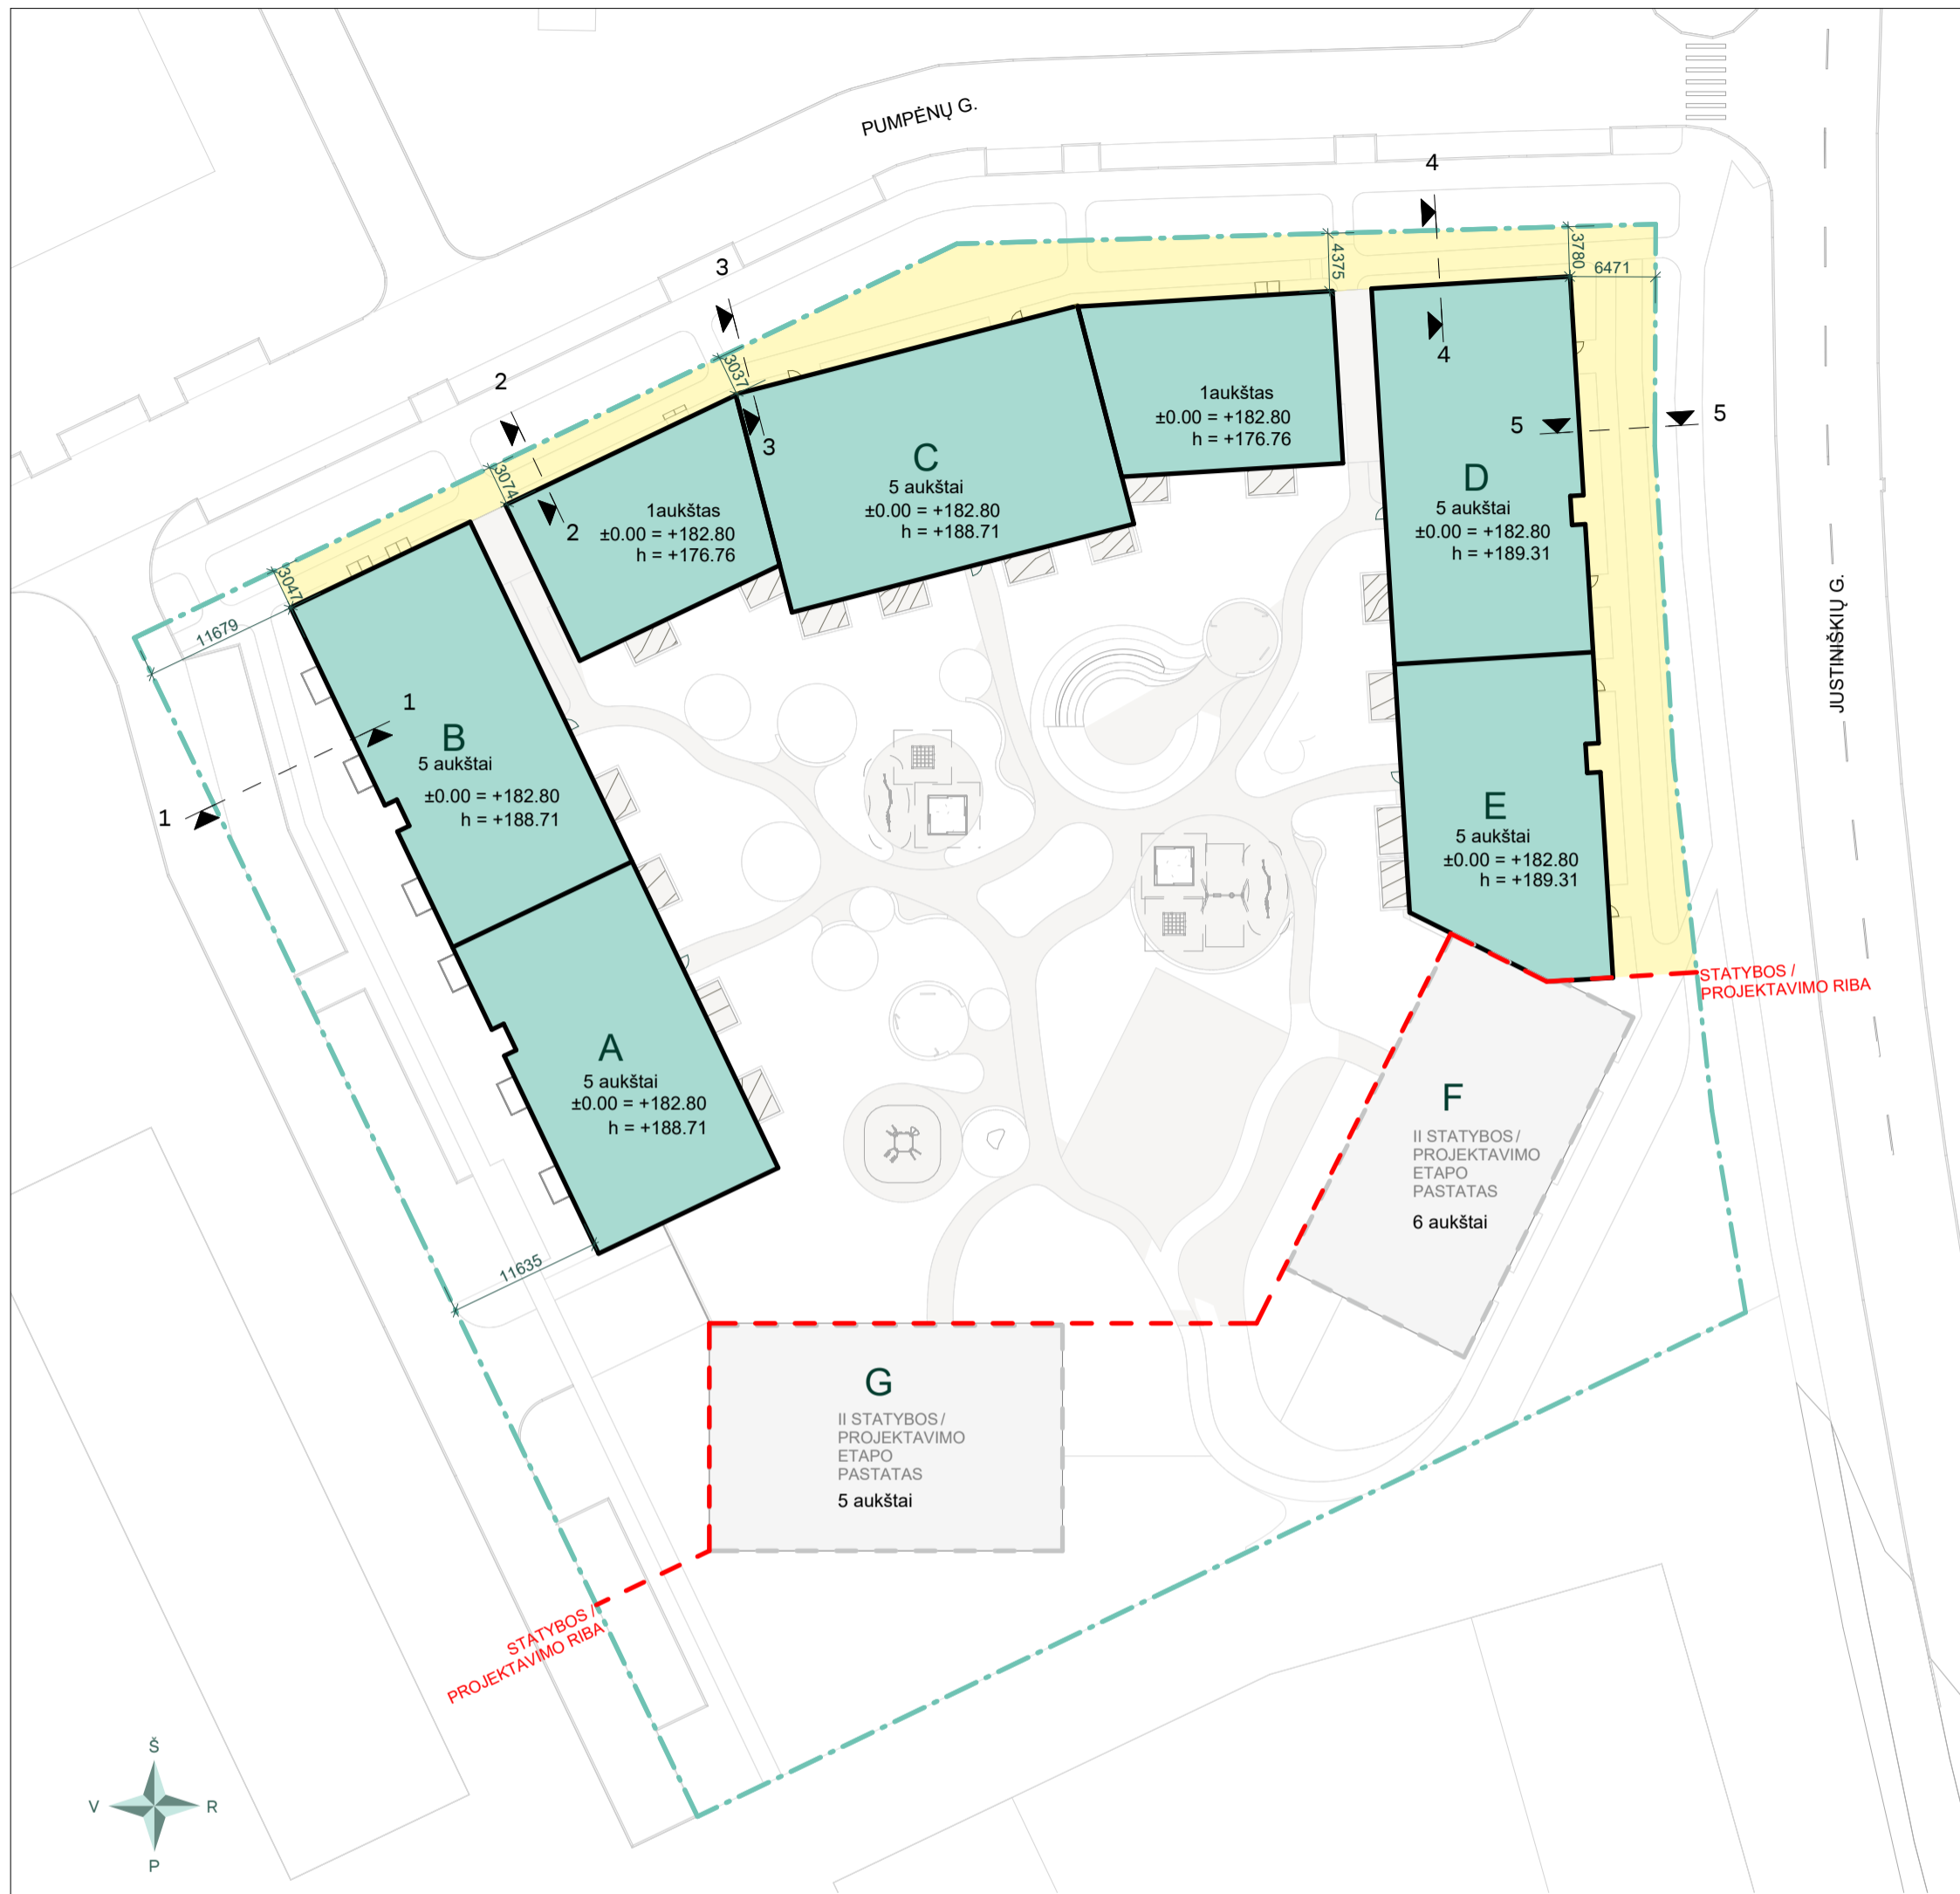 PUMPĖNŲ G.
4
3
4375
3780
6471
4
2
3037
3
5
5
1aukštas
±0.00 = +182.80
h = +176.76
C
5 aukštai
±0.00 = +182.80
h = +188.71
D
5 aukštai
±0.00 = +182.80
h = +189.31
3074
2
1aukštas
±0.00 = +182.80
h = +176.76
3047
11679
JUSTINIŠKIŲ G.
1
B
5 aukštai
±0.00 = +182.80
h = +188.71
1
E
5 aukštai
±0.00 = +182.80
h = +189.31
STATYBOS /
PROJEKTAVIMO RIBA
A
5 aukštai
±0.00 = +182.80
h = +188.71
F
II STATYBOS /
PROJEKTAVIMO
ETAPO
PASTATAS
6 aukštai
11635
G
II STATYBOS /
PROJEKTAVIMO
ETAPO
PASTATAS
5 aukštai
STATYBOS /
PROJEKTAVIMO RIBA
Š
V
R
P